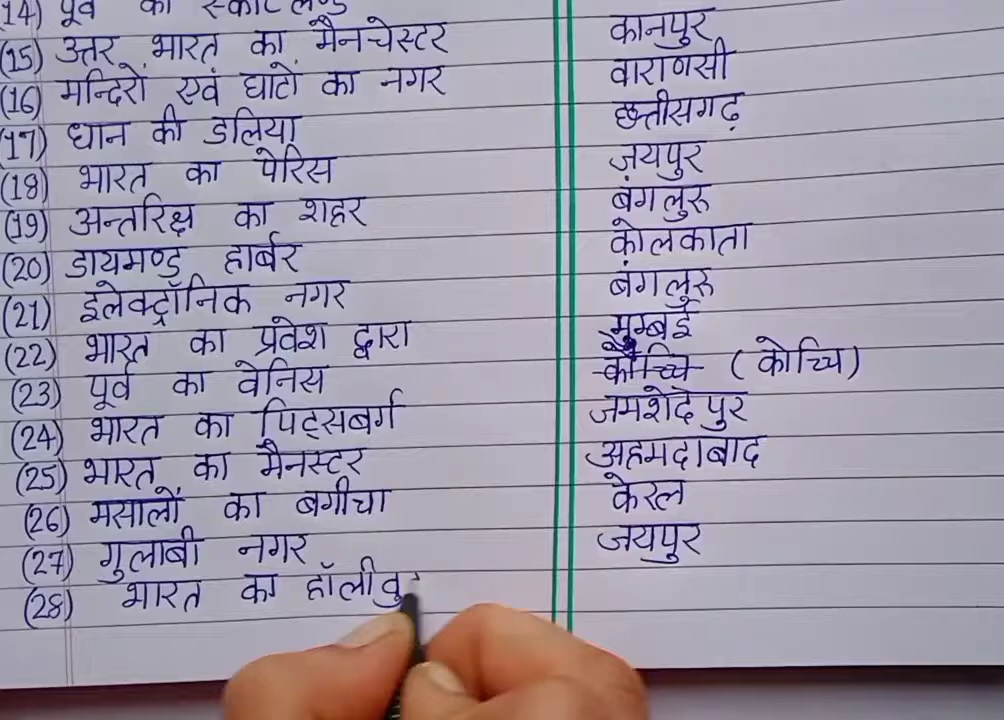 (14) पूर्व का स्काटलैण्ड
(15) उत्तर भारत का मैनचेस्टर कानपुर
(16) मन्दिरों एवं घाटो का नगर वाराणसी
(17) धान की डलिया छत्तीसगढ़
(18) भारत का पेरिस जयपुर
(19) अन्तरिक्ष का शहर बंगलुरू
(20) डायमण्ड हार्बर कोलकाता
(21) इलेक्ट्रॉनिक नगर बंगलुरू
(22) भारत का प्रवेश द्वारा मुम्बई
(23) पूर्व का वेनिस कोच्चि (कोच्चि)
(24) भारत का पिट्सबर्ग जमशेदपुर
(25) भारत का मैनस्टर अहमदाबाद
(26) मसालों का बगीचा केरल
(27) गुलाबी नगर जयपुर
(28) भारत का हॉलीवु